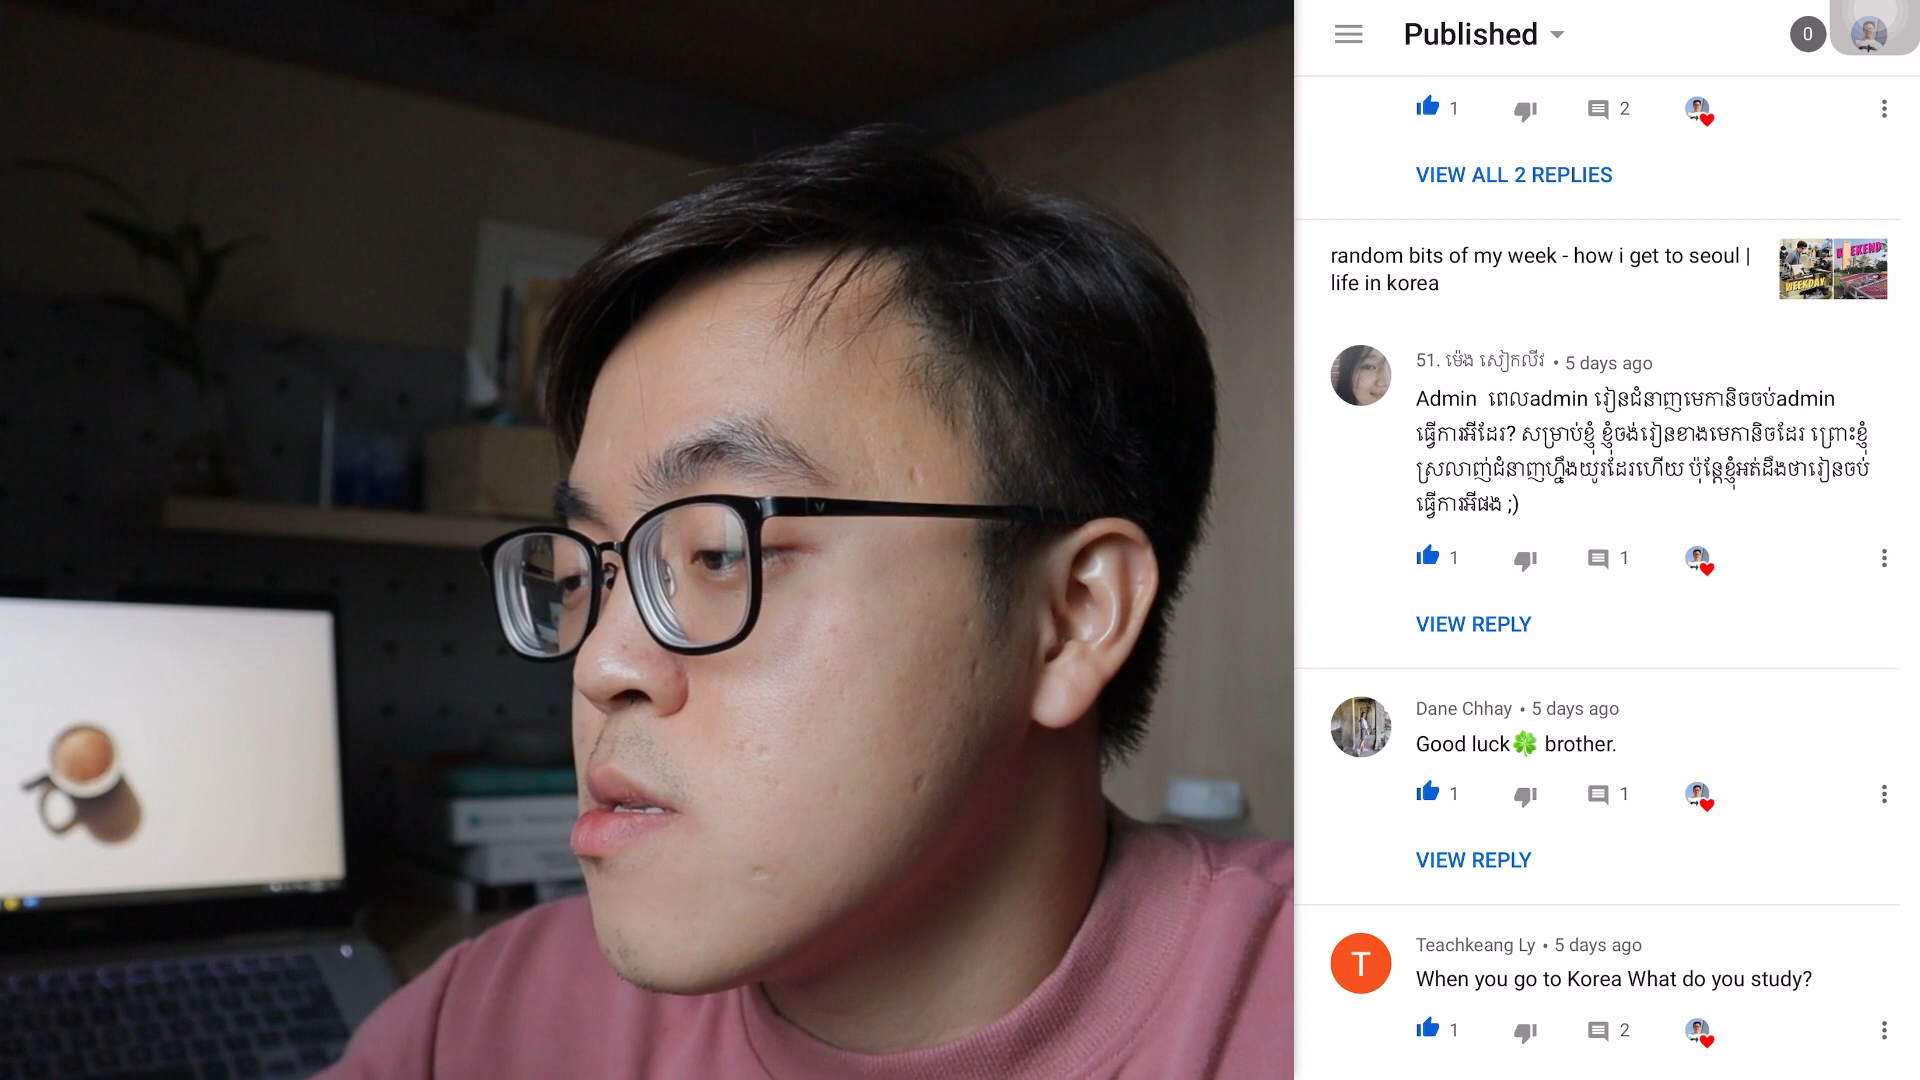 Published
0
1
2
VIEW ALL 2 REPLIES
random bits of my week - how i get to seoul |
life in korea
WEEKDAY
WEEKEND
51. ម៉េង សៀកលីវ • 5 days ago
Admin ពេលadmin រៀនជំនាញមេកានិចចប់admin
ធ្វើការអីដែរ? សម្រាប់ខ្ញុំ ខ្ញុំចង់រៀនខាងមេកានិចដែរ ព្រោះខ្ញុំ
ស្រលាញ់ជំនាញហ្នឹងយូរដែរហើយ ប៉ុន្តែខ្ញុំអត់ដឹងថារៀនចប់
ធ្វើការអីផង ;)
1
1
VIEW REPLY
Dane Chhay • 5 days ago
Good luck🍀 brother.
1
1
VIEW REPLY
T
Teachkeang Ly • 5 days ago
When you go to Korea What do you study?
1
2